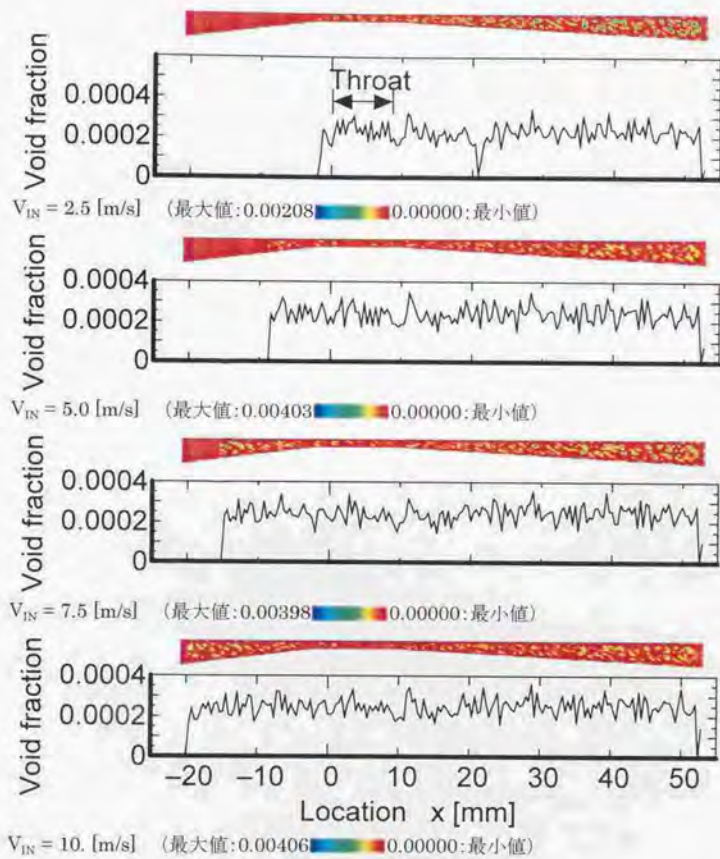 Throat
Void fraction
0.0004
0.0002
0
V_IN = 2.5 [m/s] (最大値:0.00208 0.00000:最小値)
Void fraction
0.0004
0.0002
0
V_IN = 5.0 [m/s] (最大値:0.00403 0.00000:最小値)
Void fraction
0.0004
0.0002
0
V_IN = 7.5 [m/s] (最大値:0.00398 0.00000:最小値)
Void fraction
0.0004
0.0002
0
−20 −10 0 10 20 30 40 50
Location x [mm]
V_IN = 10. [m/s] (最大値:0.00406 0.00000:最小値)